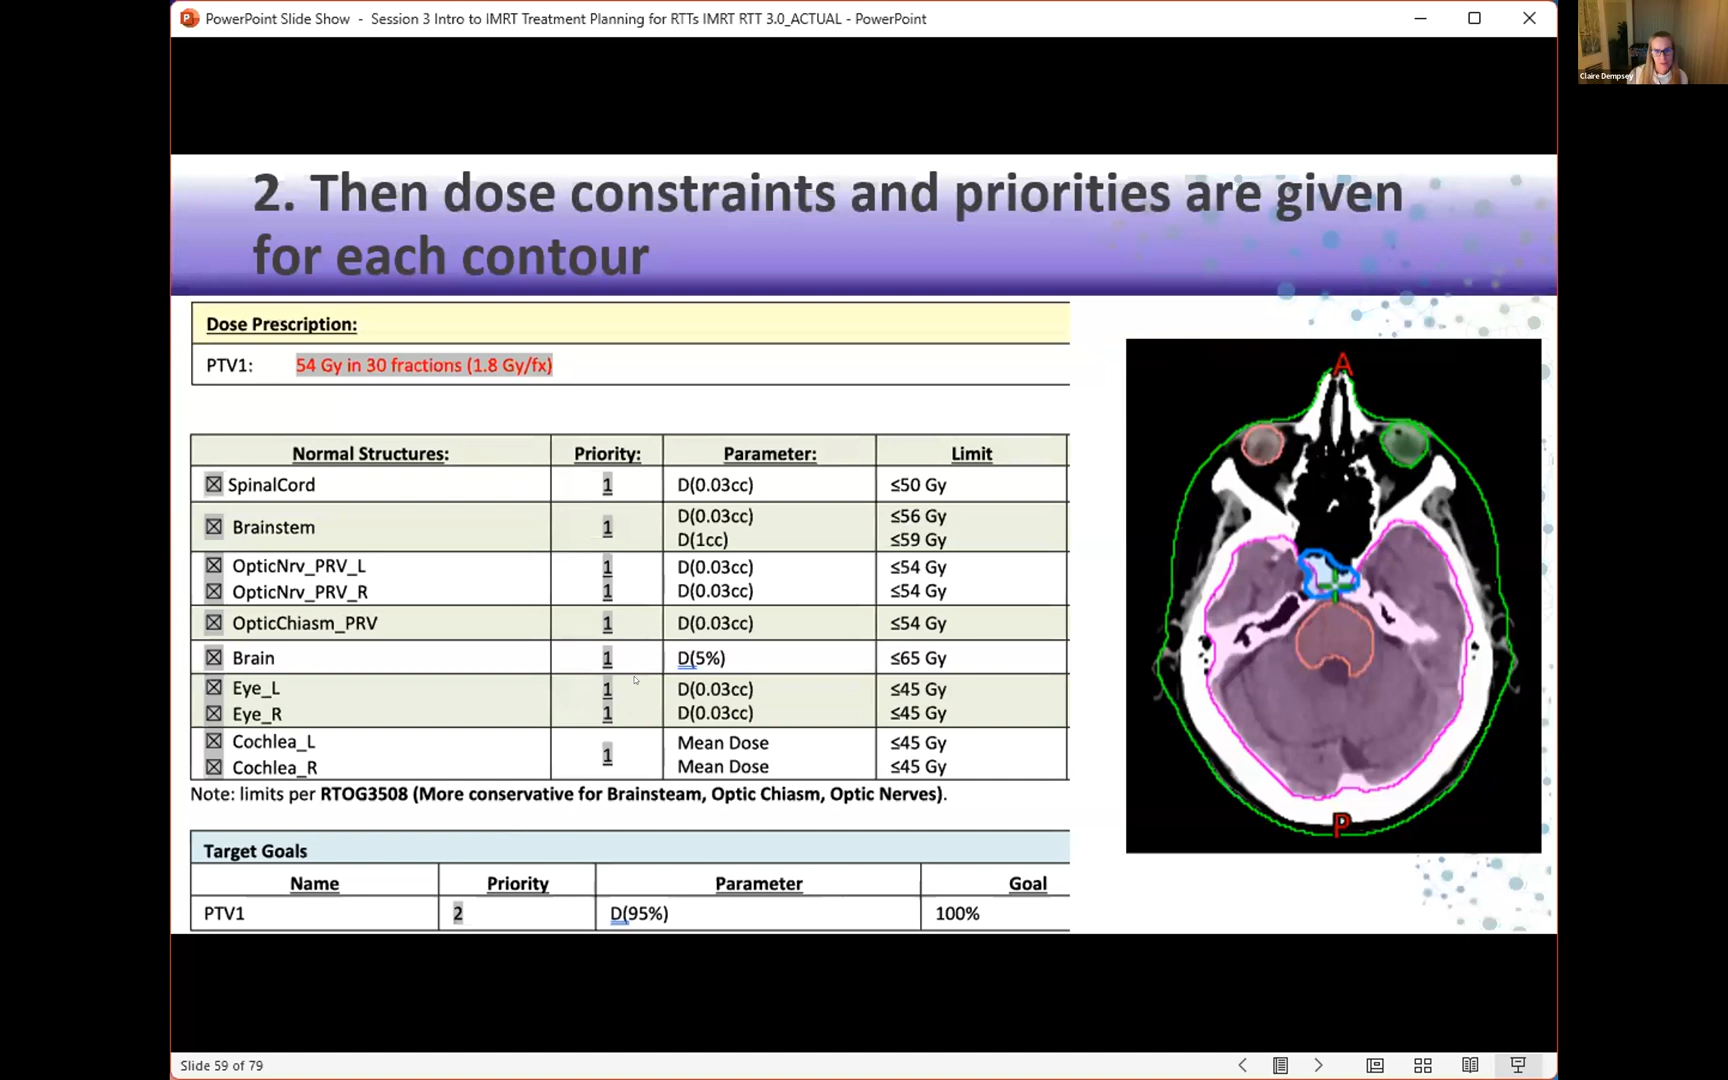 PowerPoint Slide Show - Session 3 Intro to IMRT Treatment Planning for RTTs IMRT RTT 3.0_ACTUAL - PowerPoint
Claire Dempsey
2. Then dose constraints and priorities are given
for each contour
Dose Prescription:
PTV1: 54 Gy in 30 fractions (1.8 Gy/fx)
Normal Structures: Priority: Parameter: Limit
SpinalCord 1 D(0.03cc) ≤50 Gy
Brainstem 1 D(0.03cc) ≤56 Gy
D(1cc) ≤59 Gy
OpticNrv_PRV_L 1 D(0.03cc) ≤54 Gy
OpticNrv_PRV_R 1 D(0.03cc) ≤54 Gy
OpticChiasm_PRV 1 D(0.03cc) ≤54 Gy
Brain 1 D(5%) ≤65 Gy
Eye_L 1 D(0.03cc) ≤45 Gy
Eye_R 1 D(0.03cc) ≤45 Gy
Cochlea_L 1 Mean Dose ≤45 Gy
Cochlea_R Mean Dose ≤45 Gy
Note: limits per RTOG3508 (More conservative for Brainsteam, Optic Chiasm, Optic Nerves).
Target Goals
Name Priority Parameter Goal
PTV1 2 D(95%) 100%
A
P
Slide 59 of 79